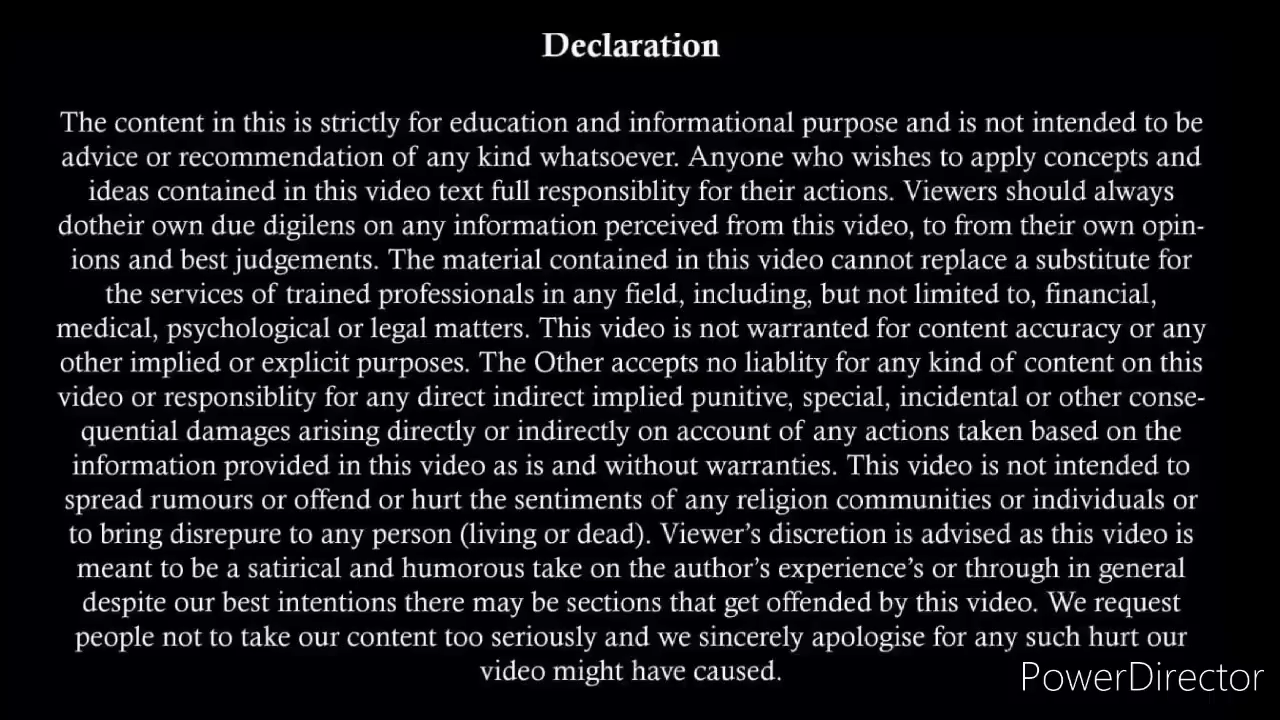 Declaration
The content in this is strictly for education and informational purpose and is not intended to be
advice or recommendation of any kind whatsoever. Anyone who wishes to apply concepts and
ideas contained in this video text full responsiblity for their actions. Viewers should always
dotheir own due digilens on any information perceived from this video, to from their own opin-
ions and best judgements. The material contained in this video cannot replace a substitute for
the services of trained professionals in any field, including, but not limited to, financial,
medical, psychological or legal matters. This video is not warranted for content accuracy or any
other implied or explicit purposes. The Other accepts no liablity for any kind of content on this
video or responsiblity for any direct indirect implied punitive, special, incidental or other conse-
quential damages arising directly or indirectly on account of any actions taken based on the
information provided in this video as is and without warranties. This video is not intended to
spread rumours or offend or hurt the sentiments of any religion communities or individuals or
to bring disrepure to any person (living or dead). Viewer’s discretion is advised as this video is
meant to be a satirical and humorous take on the author’s experience’s or through in general
despite our best intentions there may be sections that get offended by this video. We request
people not to take our content too seriously and we sincerely apologise for any such hurt our
video might have caused.
PowerDirector